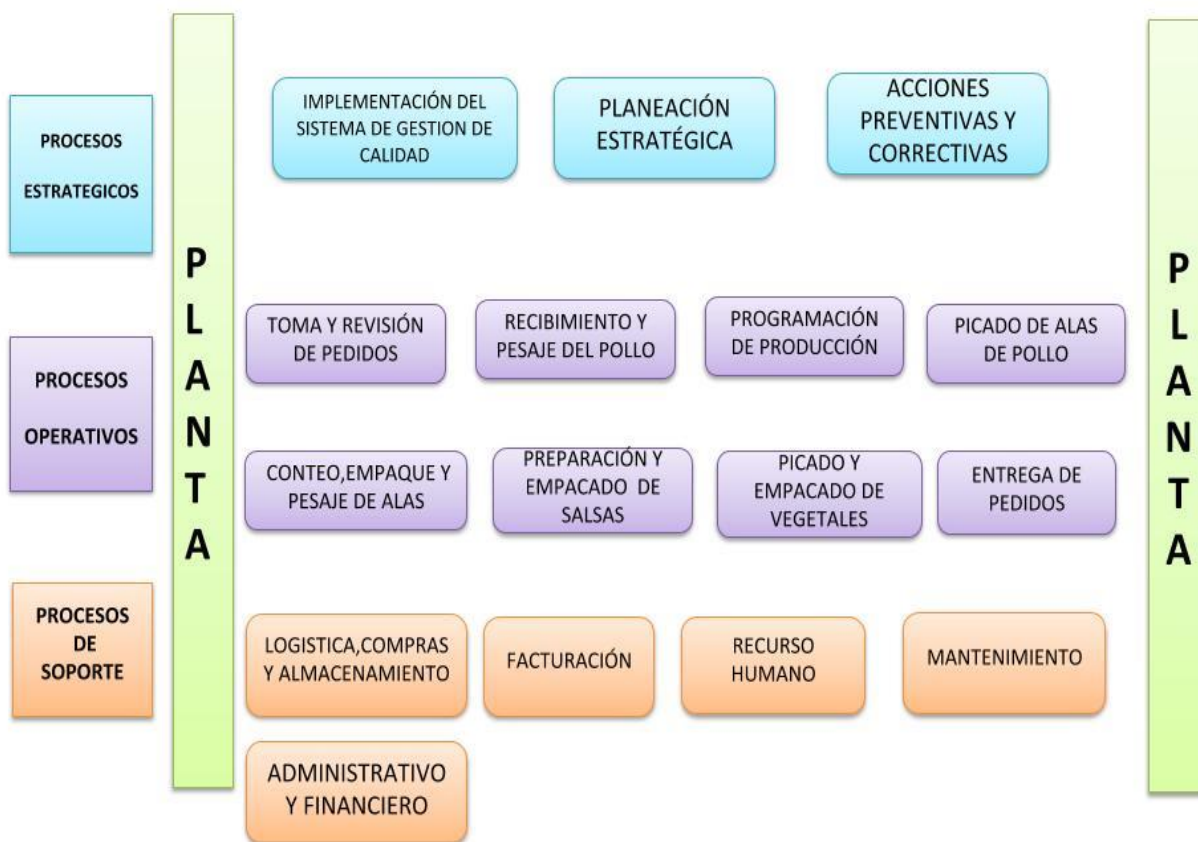 PROCESOS
ESTRATEGICOS
P
L
A
N
T
A
IMPLEMENTACIÓN DEL
SISTEMA DE GESTION DE
CALIDAD
PLANEACIÓN
ESTRATÉGICA
ACCIONES
PREVENTIVAS Y
CORRECTIVAS
PROCESOS
OPERATIVOS
TOMA Y REVISIÓN
DE PEDIDOS
RECIBIMIENTO Y
PESAJE DEL POLLO
PROGRAMACIÓN
DE PRODUCCIÓN
PICADO DE ALAS
DE POLLO
CONTEO,EMPAQUE Y
PESAJE DE ALAS
PREPARACIÓN Y
EMPACADO DE
SALSAS
PICADO Y
EMPACADO DE
VEGETALES
ENTREGA DE
PEDIDOS
PROCESOS
DE
SOPORTE
LOGISTICA,COMPRAS
Y ALMACENAMIENTO
FACTURACIÓN
RECURSO
HUMANO
MANTENIMIENTO
ADMINISTRATIVO
Y FINANCIERO
P
L
A
N
T
A